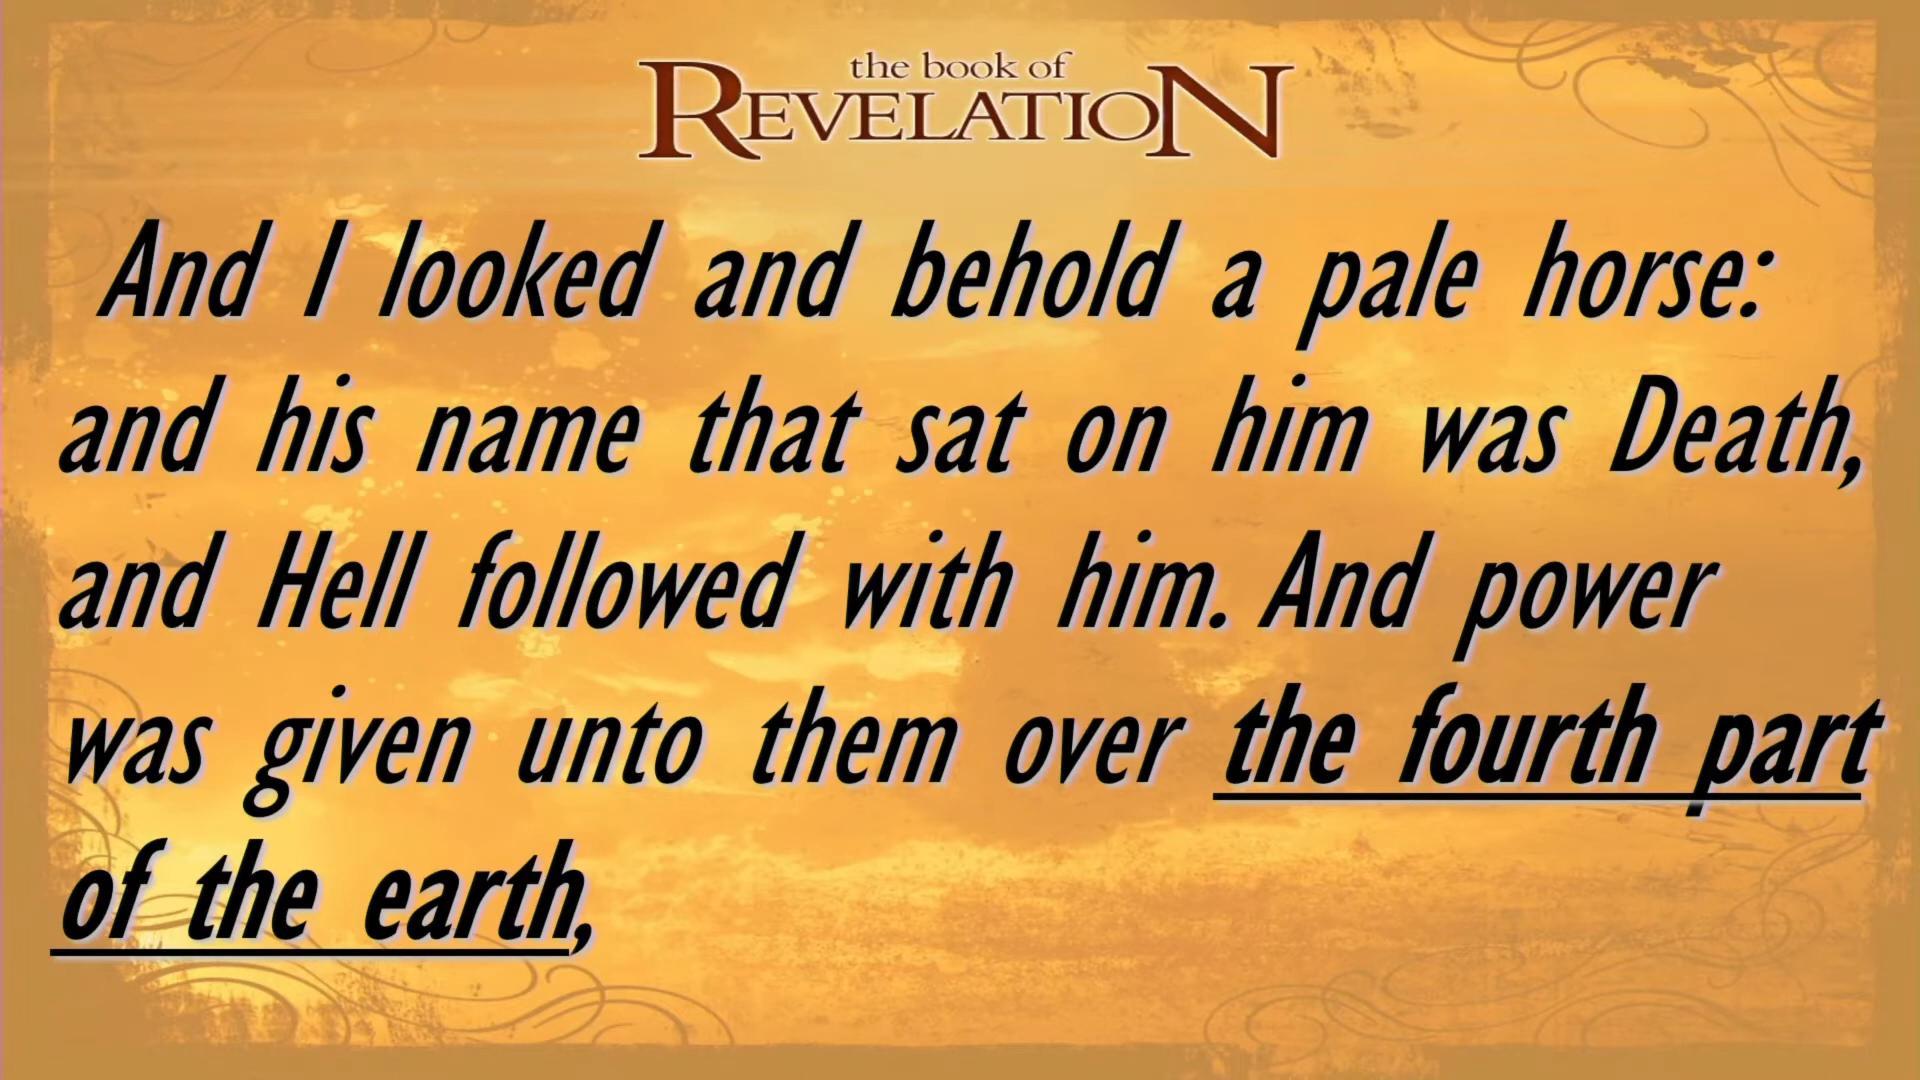 the book of
REVELATION
And I looked and behold a pale horse:
and his name that sat on him was Death,
and Hell followed with him. And power
was given unto them over the fourth part
of the earth,